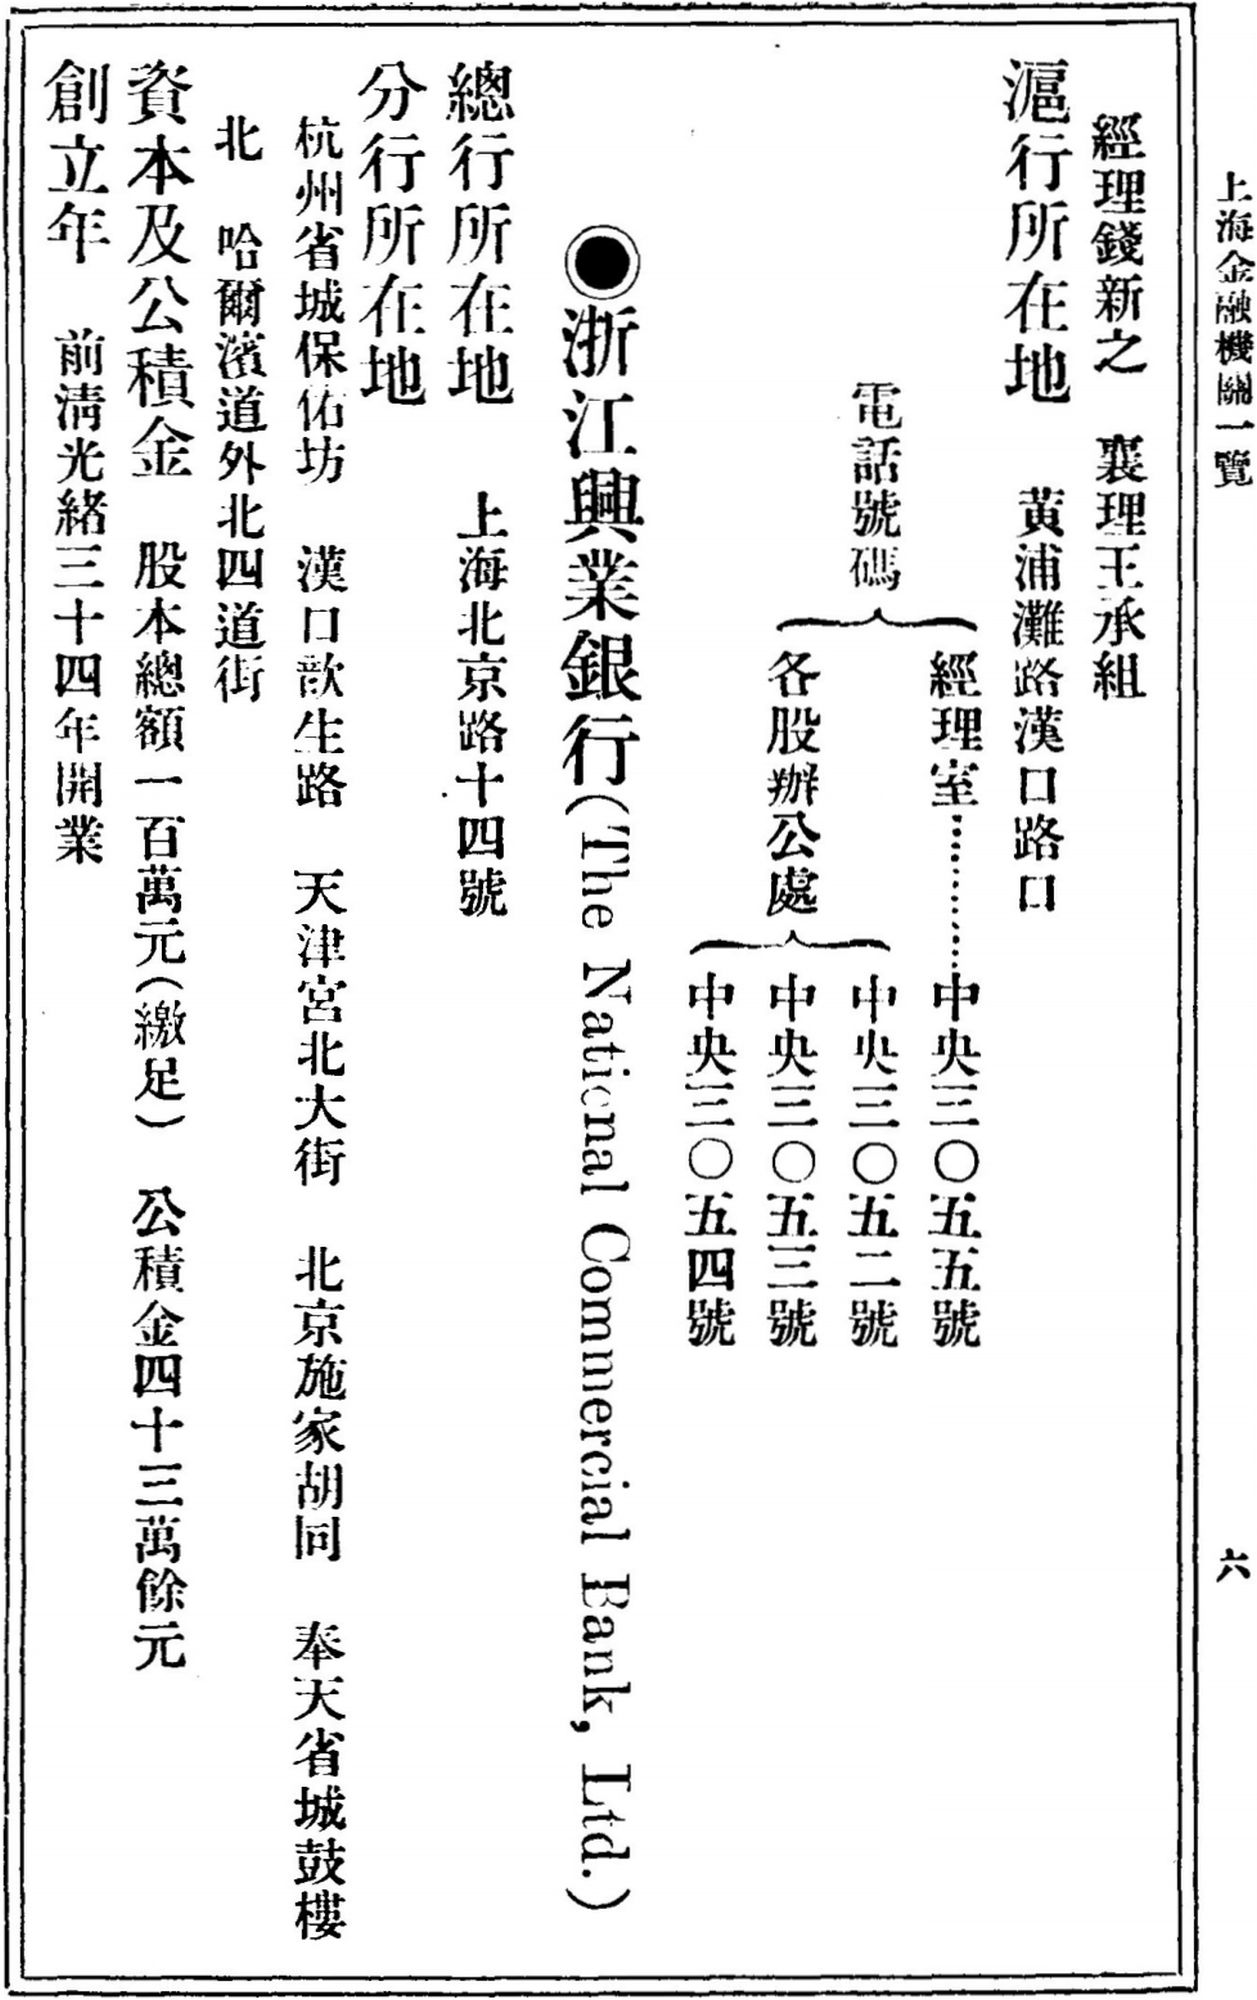 上海金融機關一覽
六
經理錢新之 襄理王承組
滬行所在地 黃浦灘路漢口路口
電話號碼
經理室………中央三〇五五號
各股辦公處
中央三〇五二號
中央三〇五三號
中央三〇五四號
◉浙江興業銀行(The National Commercial Bank, Ltd.)
總行所在地 上海北京路十四號
分行所在地
杭州省城保佑坊 漢口歆生路 天津宮北大街 北京施家胡同 奉天省城鼓樓
北 哈爾濱道外北四道街
資本及公積金 股本總額一百萬元(繳足) 公積金四十三萬餘元
創立年 前清光緒三十四年開業